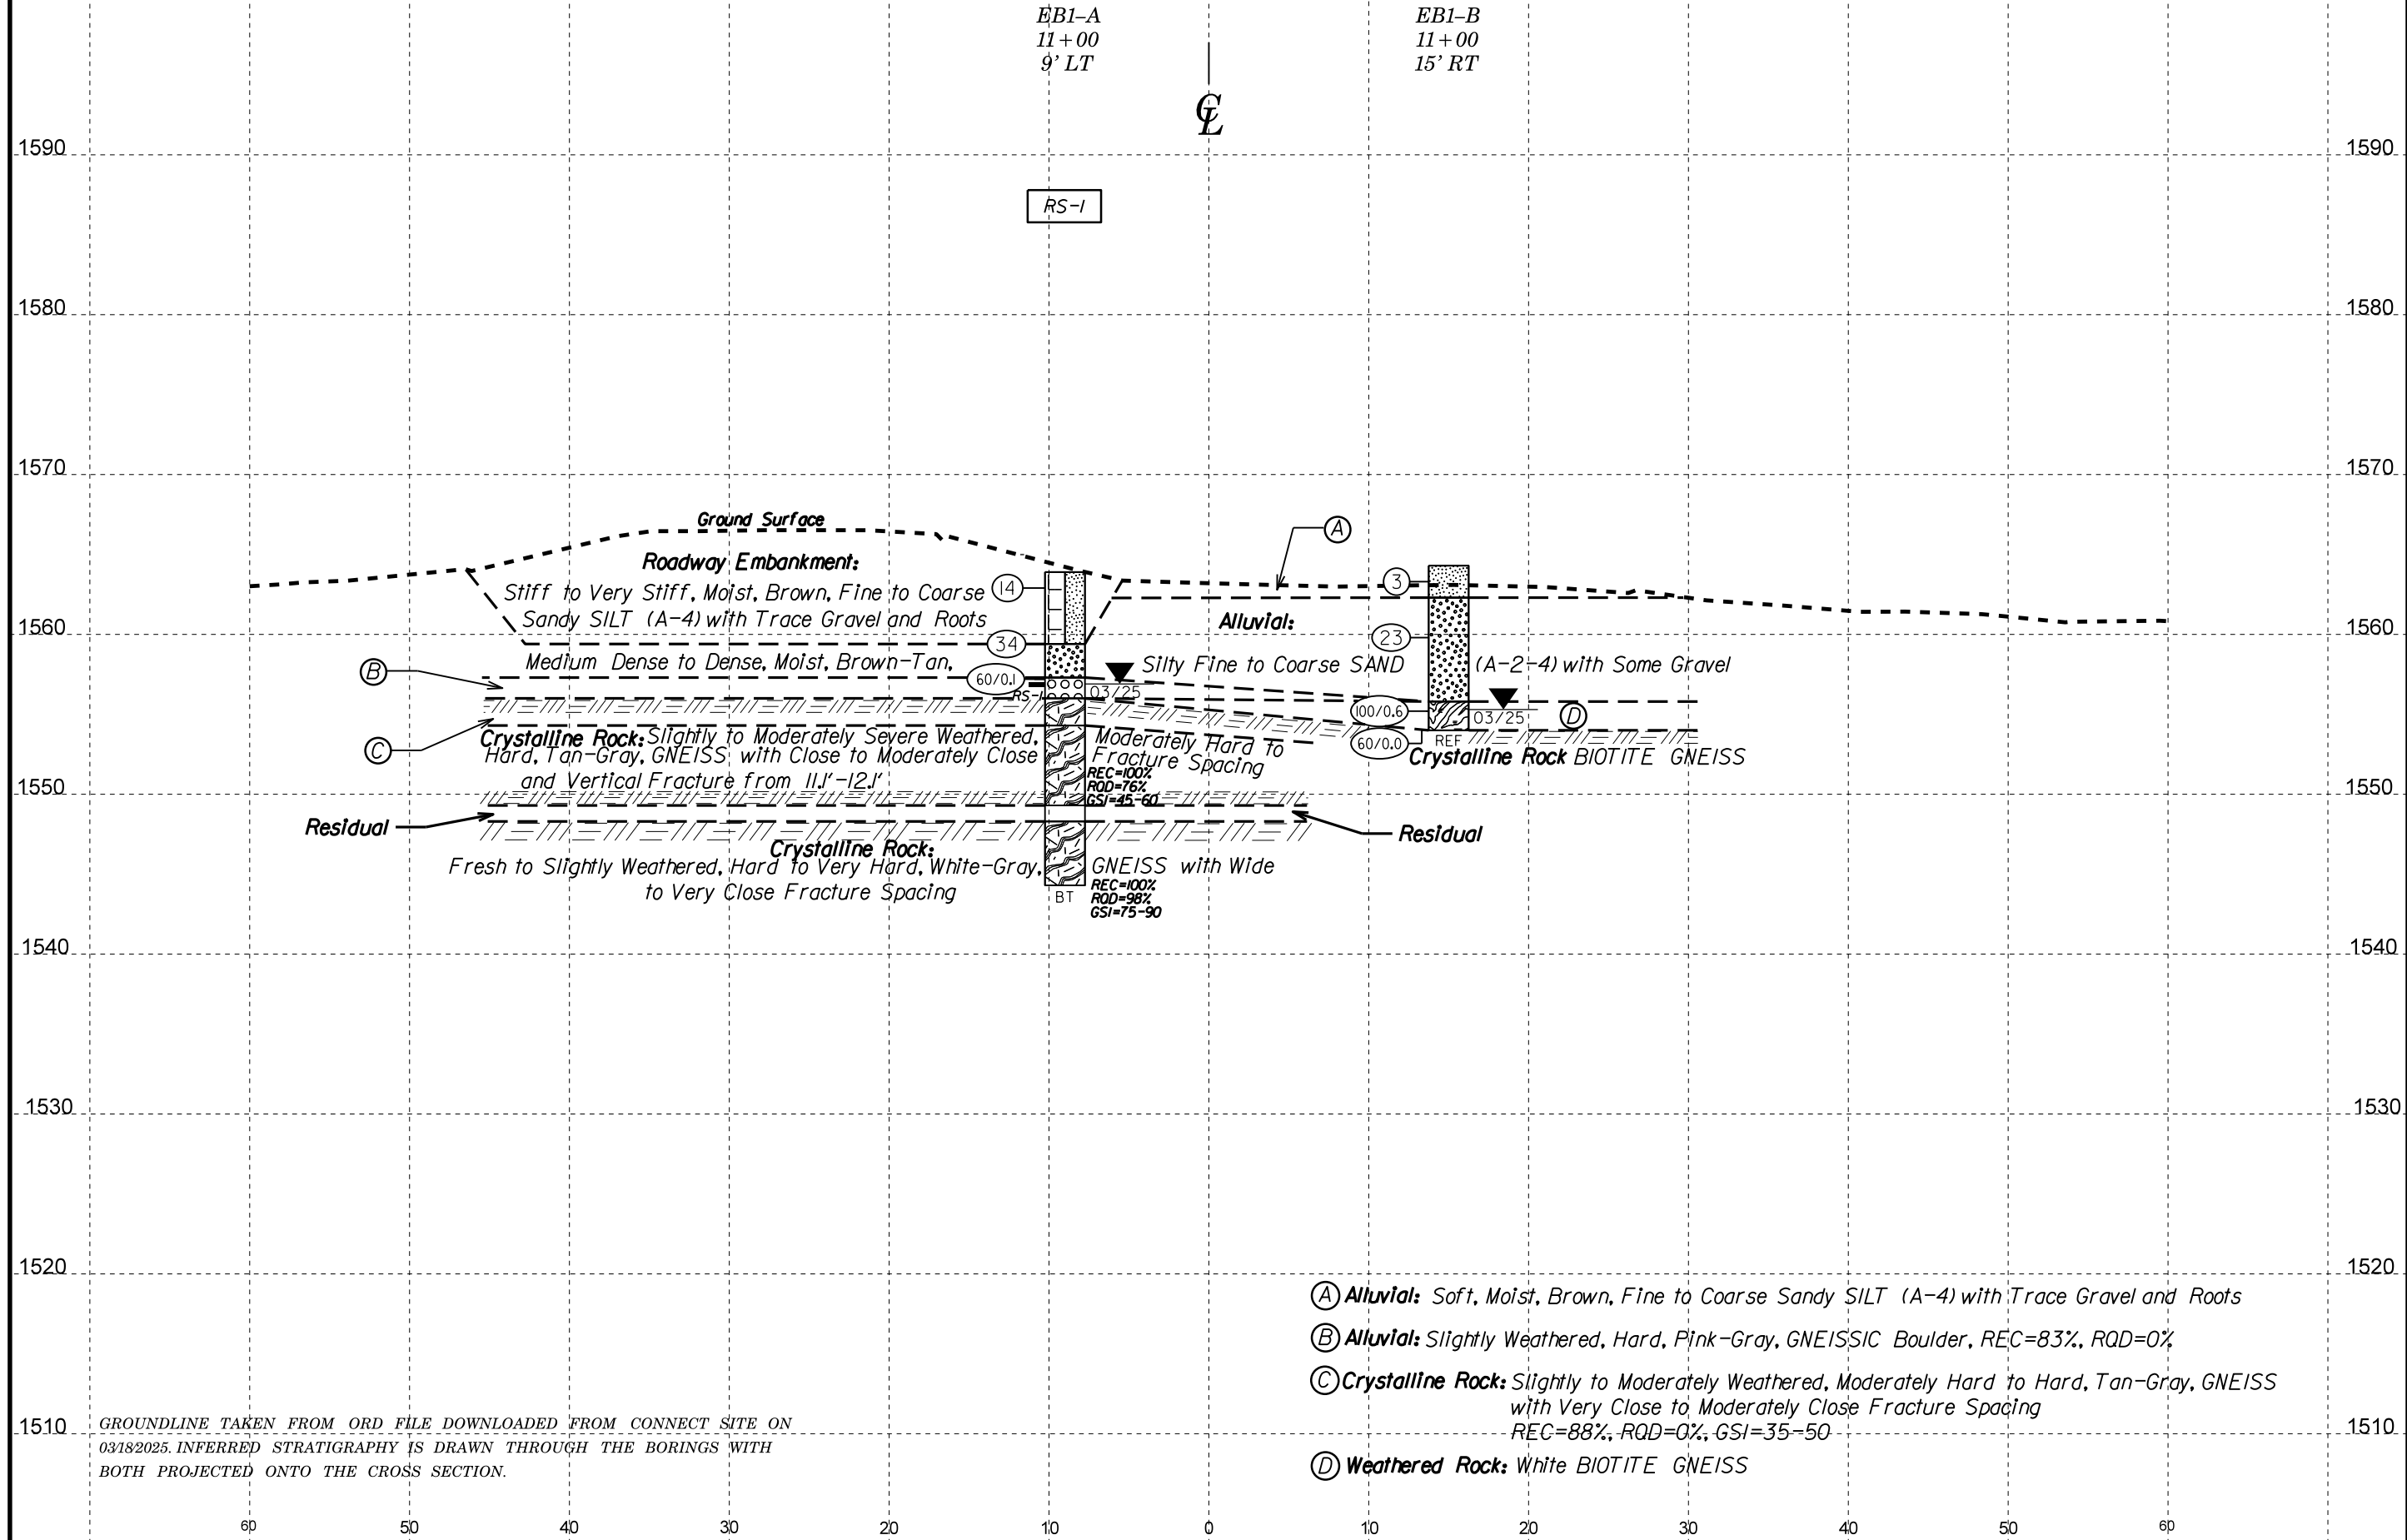 EB1-A
11+00
9' LT
EB1-B
11+00
15' RT
CL
1590
1590
RS-1
1580
1580
1570
1570
Ground Surface
A
Roadway Embankment:
Stiff to Very Stiff, Moist, Brown, Fine to Coarse
14
3
Sandy SILT (A-4) with Trace Gravel and Roots
Alluvial:
1560
34
23
1560
Medium Dense to Dense, Moist, Brown-Tan,
Silty Fine to Coarse SAND
(A-2-4) with Some Gravel
B
60/0.1
RS-1
03/25
100/0.6
03/25
D
C
Crystalline Rock: Slightly to Moderately Severe Weathered,
Moderately Hard to
60/0.0
REF
Hard, Tan-Gray, GNEISS with Close to Moderately Close
Fracture Spacing
Crystalline Rock BIOTITE GNEISS
and Vertical Fracture from 11.1'-12.1'
REC=100%
RQD=76%
GSI=45-60
1550
1550
Residual
Residual
Crystalline Rock:
Fresh to Slightly Weathered, Hard to Very Hard, White-Gray,
GNEISS with Wide
to Very Close Fracture Spacing
BT
REC=100%
RQD=98%
GSI=75-90
1540
1540
1530
1530
1520
1520
A Alluvial: Soft, Moist, Brown, Fine to Coarse Sandy SILT (A-4) with Trace Gravel and Roots
B Alluvial: Slightly Weathered, Hard, Pink-Gray, GNEISSIC Boulder, REC=83%, RQD=0%
C Crystalline Rock: Slightly to Moderately Weathered, Moderately Hard to Hard, Tan-Gray, GNEISS
with Very Close to Moderately Close Fracture Spacing
REC=88%, RQD=0%, GSI=35-50
D Weathered Rock: White BIOTITE GNEISS
1510
1510
GROUNDLINE TAKEN FROM ORD FILE DOWNLOADED FROM CONNECT SITE ON
03/18/2025. INFERRED STRATIGRAPHY IS DRAWN THROUGH THE BORINGS WITH
BOTH PROJECTED ONTO THE CROSS SECTION.
60 50 40 30 20 10 0 10 20 30 40 50 60